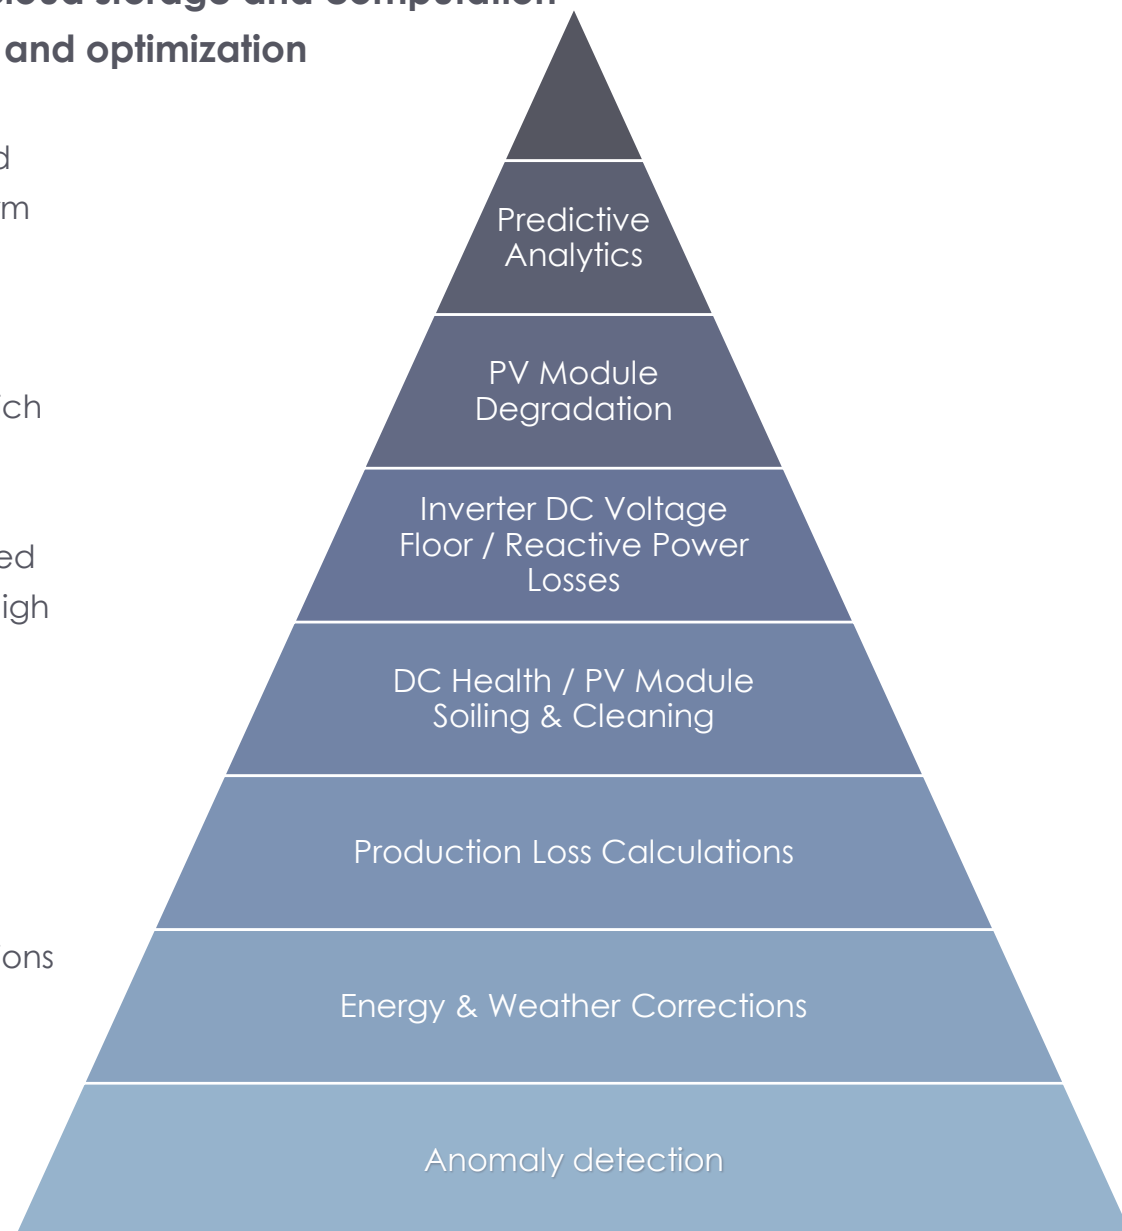 and optimization
Predictive
Analytics
PV Module
Degradation
Inverter DC Voltage
Floor / Reactive Power
Losses
DC Health / PV Module
Soiling & Cleaning
Production Loss Calculations
Energy & Weather Corrections
Anomaly detection